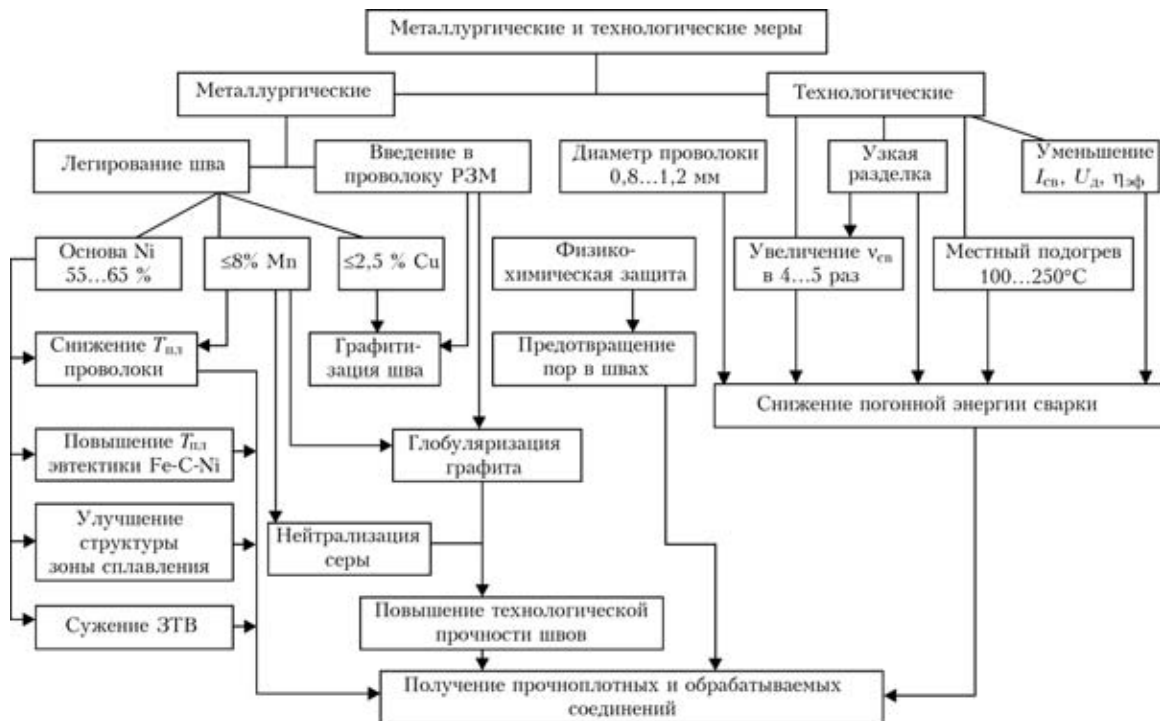 Металлургические и технологические меры
Металлургические
Технологические
Легирование шва
Введение в
проволоку РЗМ
Диаметр проволоки
0,8...1,2 мм
Узкая
разделка
Уменьшение
Iсв, Uд, ηэф
Основа Ni
55...65 %
≤8% Mn
≤2,5 % Cu
Физико-
химическая защита
Увеличение vсв
в 4...5 раз
Местный подогрев
100...250°С
Снижение Tпл
проволоки
Графити-
зация шва
Предотвращение
пор в швах
Снижение погонной энергии сварки
Повышение Tпл
эвтектики Fe-C-Ni
Глобуляризация
графита
Улучшение
структуры
зоны сплавления
Нейтрализация
серы
Сужение ЗТВ
Повышение технологической
прочности швов
Получение прочноплотных и обрабатываемых
соединений